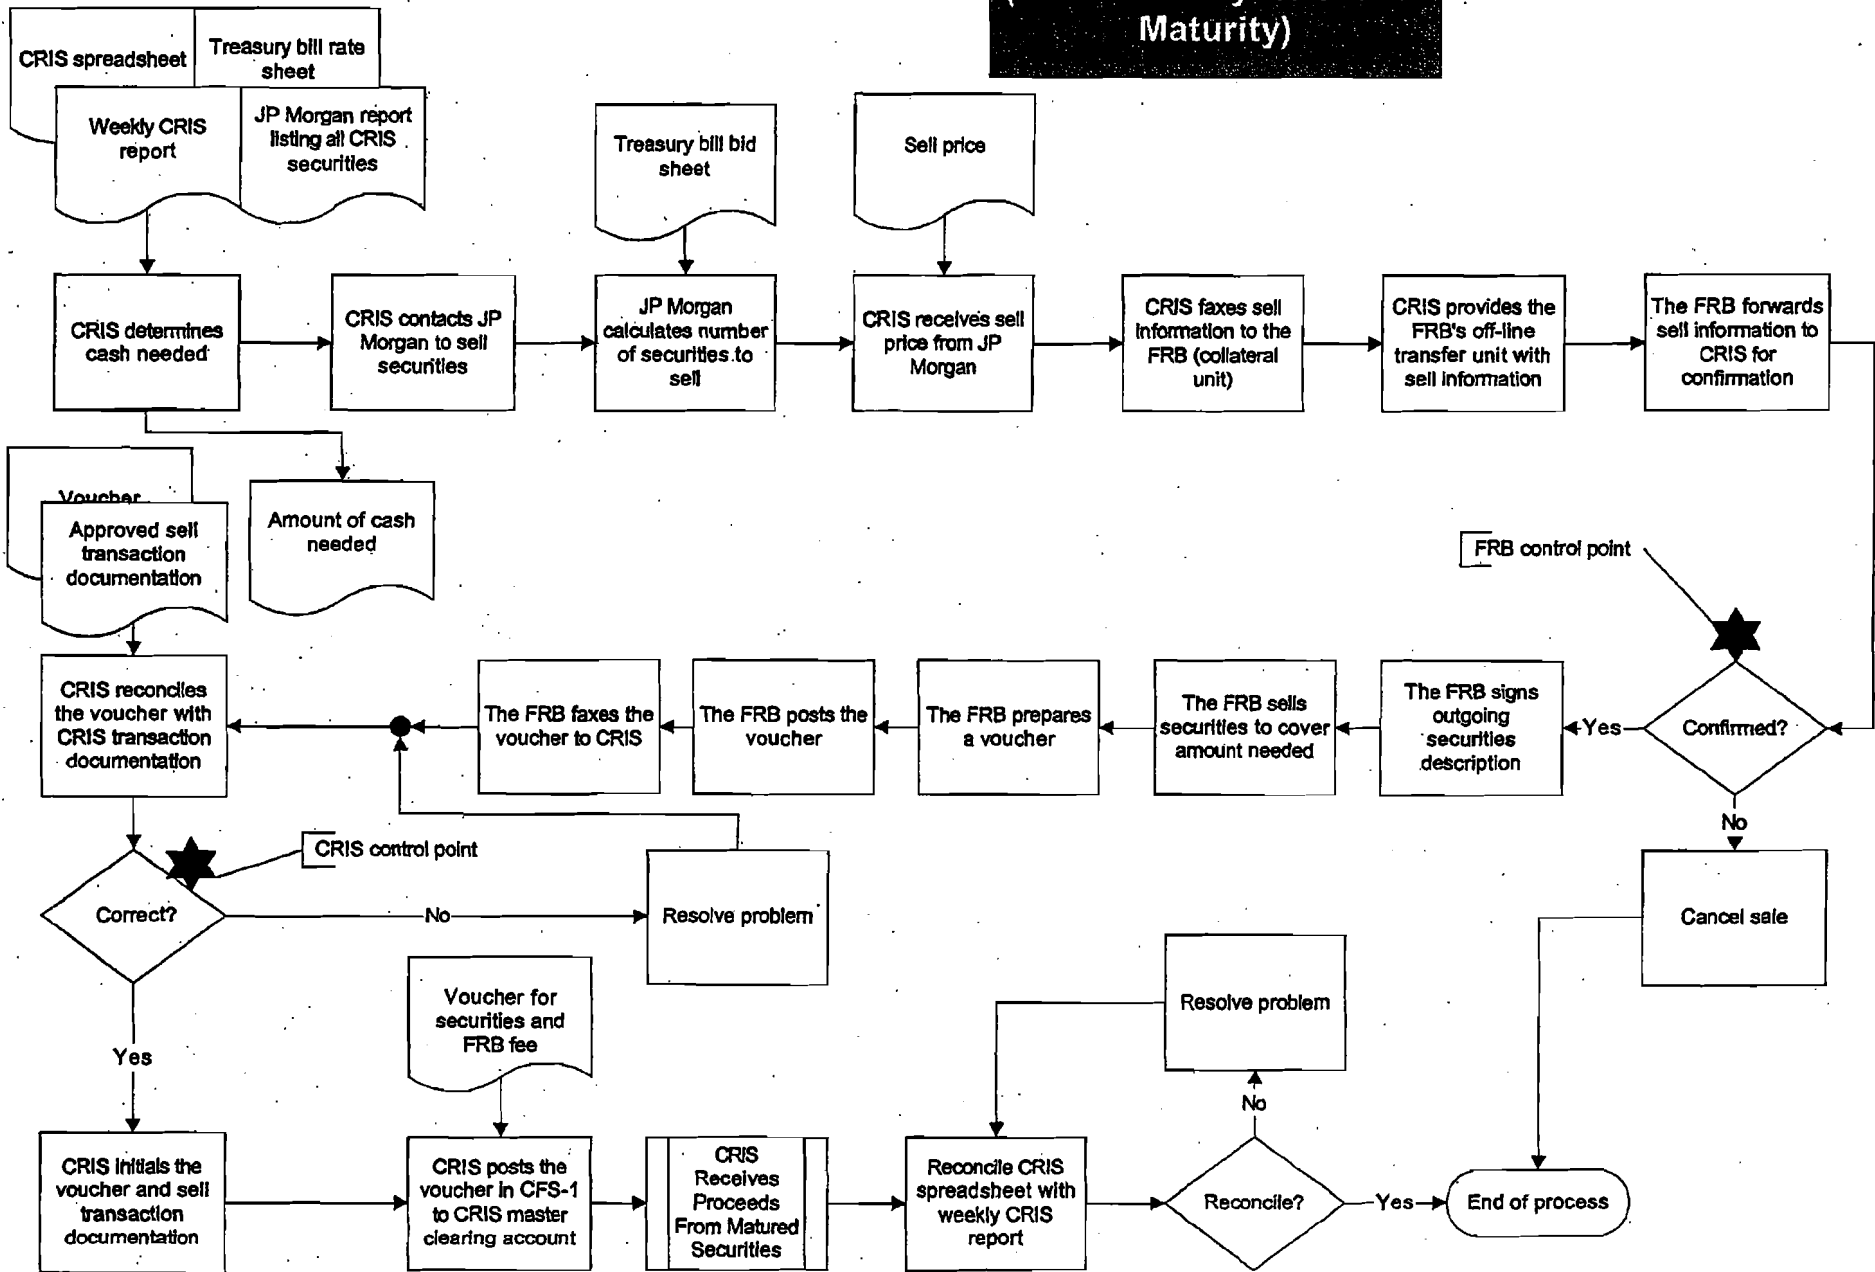 Maturity)
CRIS spreadsheet
Treasury bill rate
sheet
Weekly CRIS
report
JP Morgan report
listing all CRIS
securities
Treasury bill bid
sheet
Sell price
CRIS determines
cash needed
CRIS contacts JP
Morgan to sell
securities
JP Morgan
calculates number
of securities to
sell
CRIS receives sell
price from JP
Morgan
CRIS faxes sell
information to the
FRB (collateral
unit)
CRIS provides the
FRB's off-line
transfer unit with
sell information
The FRB forwards
sell information to
CRIS for
confirmation
Voucher
Approved sell
transaction
documentation
Amount of cash
needed
FRB control point
CRIS reconciles
the voucher with
CRIS transaction
documentation
The FRB faxes the
voucher to CRIS
The FRB posts the
voucher
The FRB prepares
a voucher
The FRB sells
securities to cover
amount needed
The FRB signs
outgoing
securities
description
Yes
Confirmed?
No
CRIS control point
Correct?
No
Resolve problem
Cancel sale
Voucher for
securities and
FRB fee
Resolve problem
Yes
No
CRIS initials the
voucher and sell
transaction
documentation
CRIS posts the
voucher in CFS-1
to CRIS master
clearing account
CRIS
Receives
Proceeds
From Matured
Securities
Reconcile CRIS
spreadsheet with
weekly CRIS
report
Reconcile?
Yes
End of process